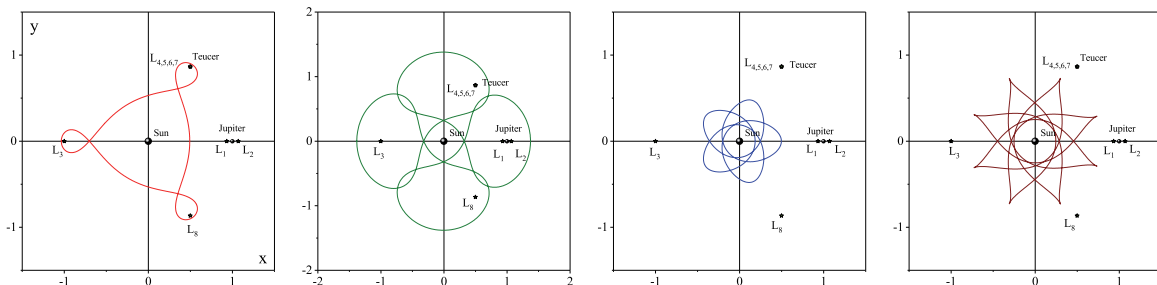 y
1
0
-1
-1
0
1
x
L4,5,6,7
Teucer
Sun
Jupiter
L3
L1
L2
L8
2
1
0
-1
-2
-2
-1
0
1
2
L4,5,6,7
Teucer
Sun
Jupiter
L3
L1
L2
L8
1
0
-1
-1
0
1
L4,5,6,7
Teucer
Sun
Jupiter
L3
L1
L2
L8
1
0
-1
-1
0
1
L4,5,6,7
Teucer
Sun
Jupiter
L3
L1
L2
L8